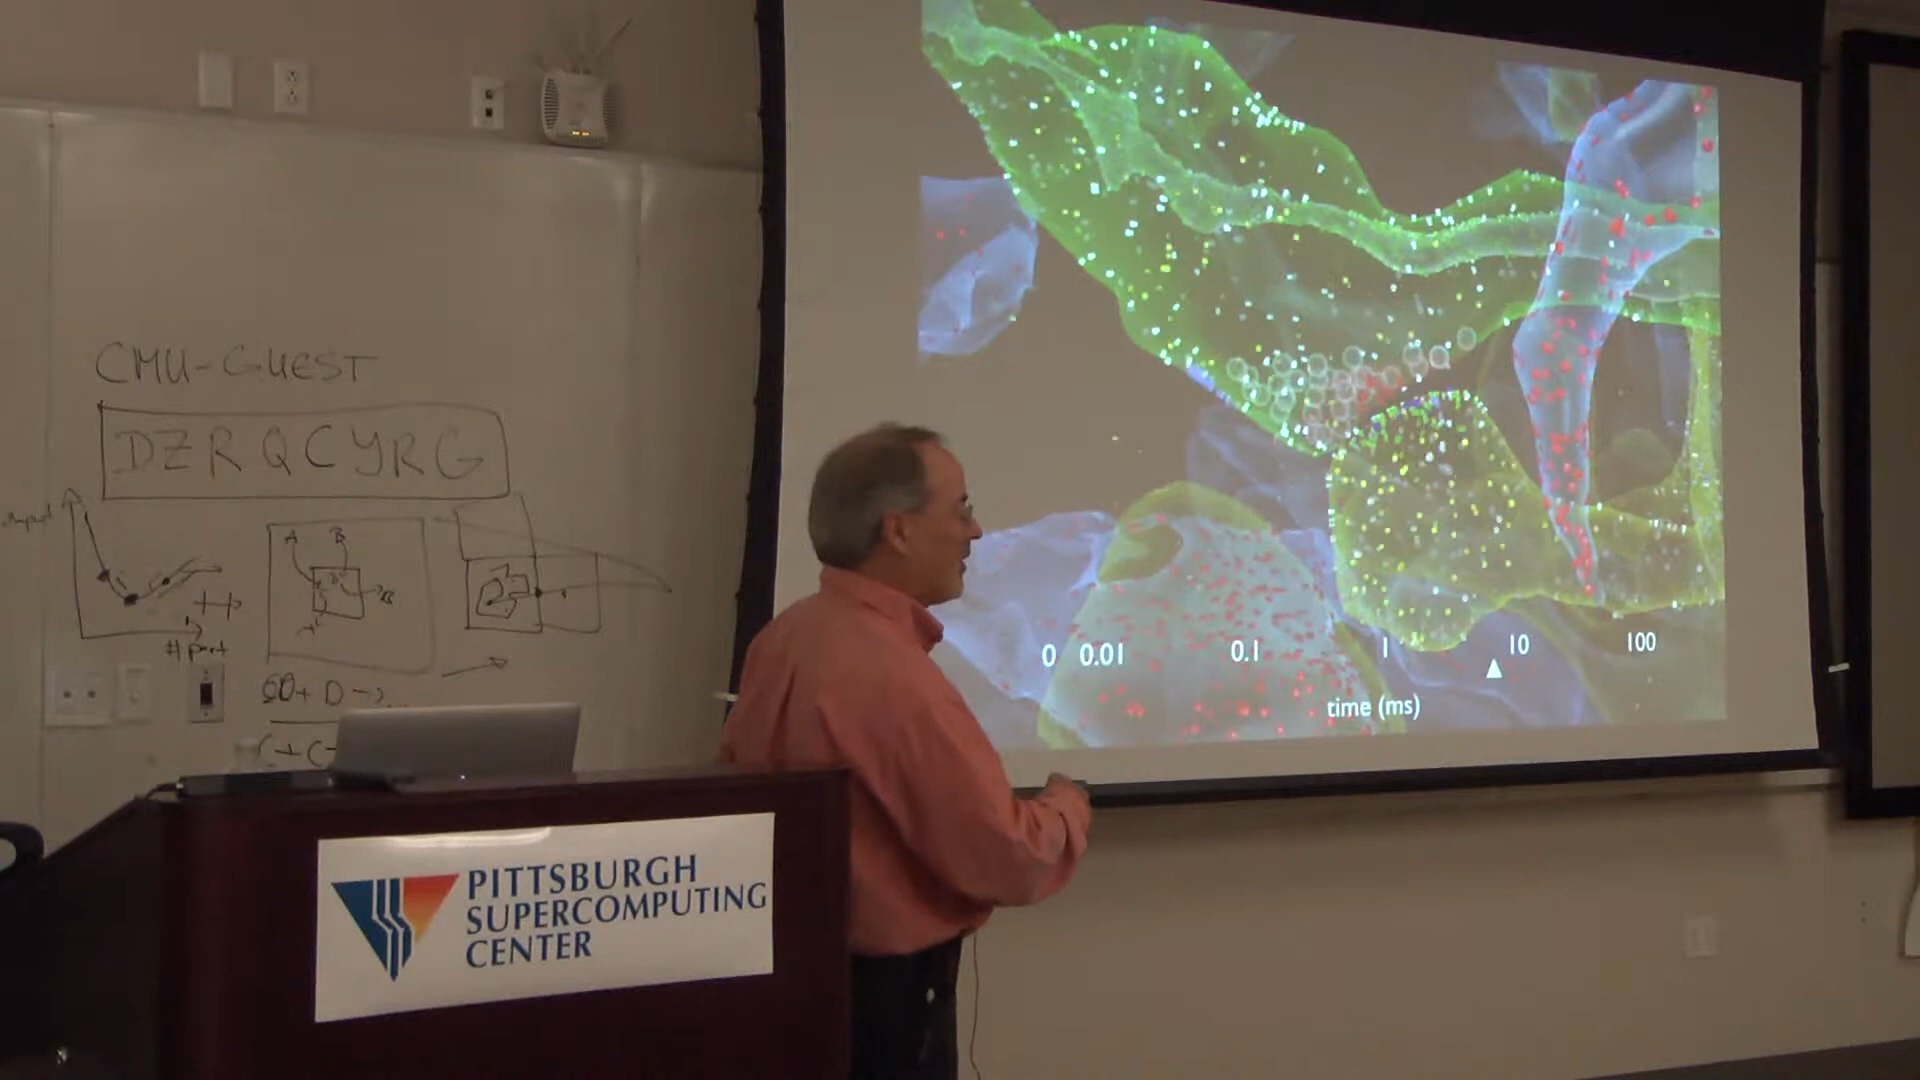 CMU-GUEST
DZRQCYRG
A B
# part
0 0.01 0.1 1 10 100
time (ms)
PITTSBURGH
SUPERCOMPUTING
CENTER